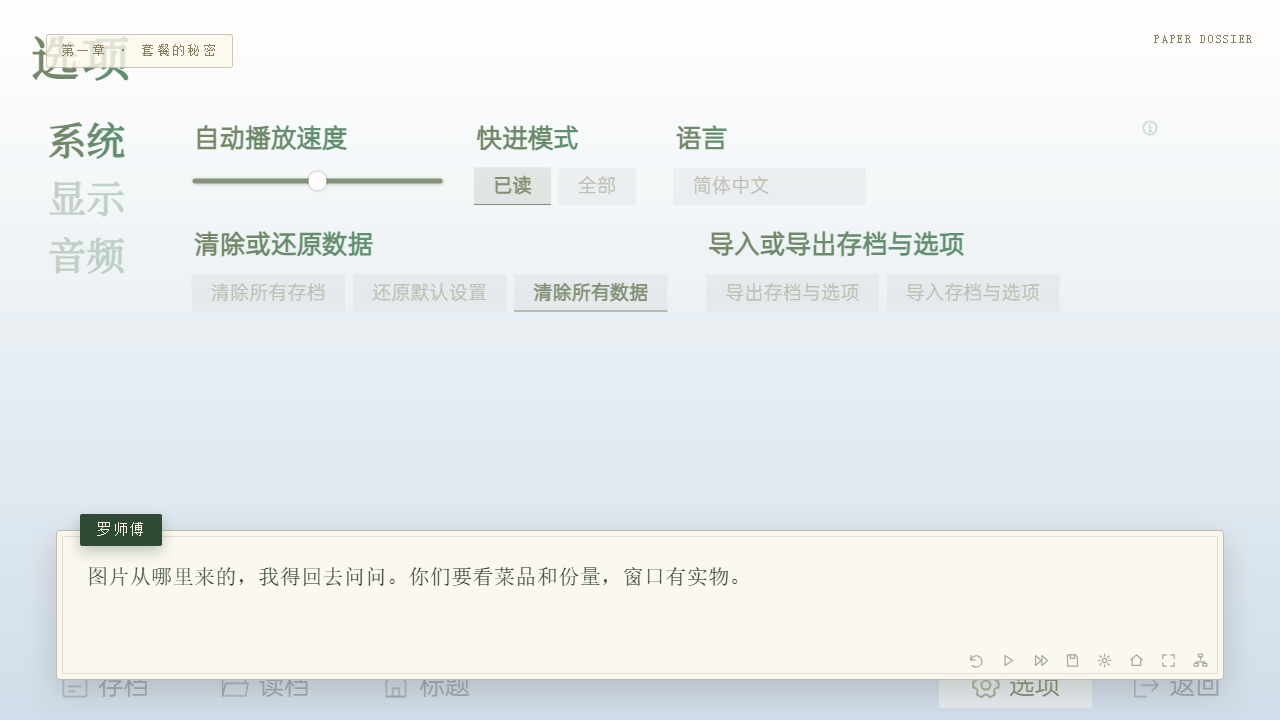 选项
第一章 · 套餐的秘密
PAPER DOSSIER
系统
显示
音频
自动播放速度
快进模式
语言
已读
全部
简体中文
清除或还原数据
导入或导出存档与选项
清除所有存档
还原默认设置
清除所有数据
导出存档与选项
导入存档与选项
罗师傅
图片从哪里来的，我得回去问问。你们要看菜品和份量，窗口有实物。
存档
读档
标题
选项
返回